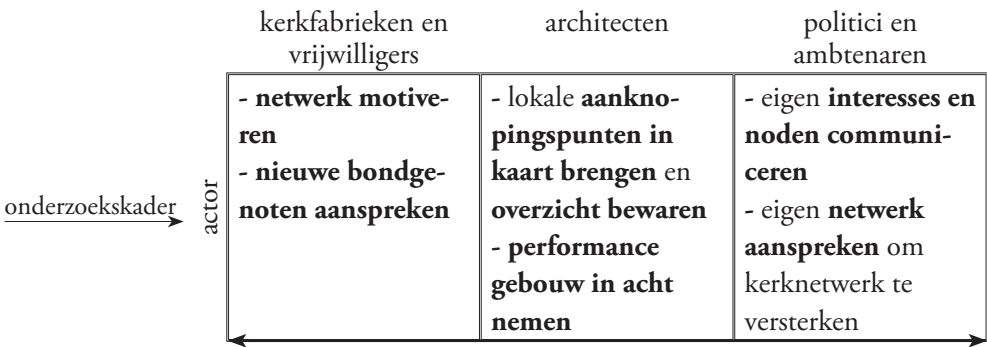 kerkfabrieken en
vrijwilligers
architecten
politici en
ambtenaren
onderzoekskader
actor
- netwerk motive-
ren
- nieuwe bondge-
noten aanspreken
- lokale aankno-
pingspunten in
kaart brengen en
overzicht bewaren
- performance
gebouw in acht
nemen
- eigen interesses en
noden communi-
ceren
- eigen netwerk
aanspreken om
kerknetwerk te
versterken